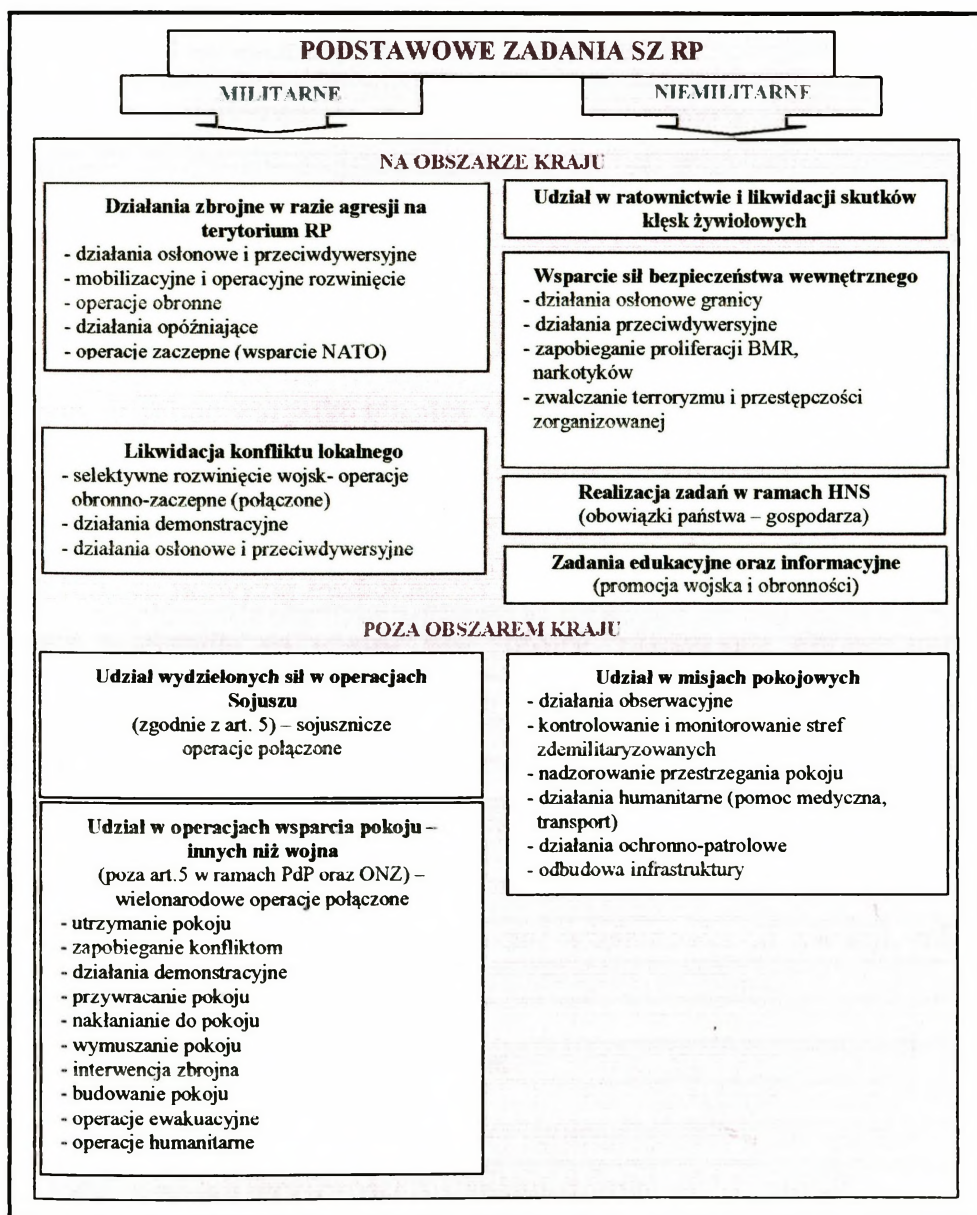 PODSTAWOWE ZADANIA SZ RP
MILITARNE
NIEMILITARNE
NA OBSZARZE KRAJU
Działania zbrojne w razie agresji na
terytorium RP
- działania osłonowe i przeciwdywersyjne
- mobilizacyjne i operacyjne rozwinięcie
- operacje obronne
- działania opóźniające
- operacje zaczepne (wsparcie NATO)
Likwidacja konfliktu lokalnego
- selektywne rozwinięcie wojsk- operacje
obronno-zaczepne (połączone)
- działania demonstracyjne
- działania osłonowe i przeciwdywersyjne
Udział w ratownictwie i likwidacji skutków
klęsk żywiołowych
Wsparcie sił bezpieczeństwa wewnętrznego
- działania osłonowe granicy
- działania przeciwdywersyjne
- zapobieganie proliferacji BMR,
narkotyków
- zwalczanie terroryzmu i przestępczości
zorganizowanej
Realizacja zadań w ramach HNS
(obowiązki państwa – gospodarza)
Zadania edukacyjne oraz informacyjne
(promocja wojska i obronności)
POZA OBSZAREM KRAJU
Udział wydzielonych sił w operacjach
Sojuszu
(zgodnie z art. 5) – sojusznicze
operacje połączone
Udział w operacjach wsparcia pokoju –
innych niż wojna
(poza art.5 w ramach PdP oraz ONZ) –
wielonarodowe operacje połączone
- utrzymanie pokoju
- zapobieganie konfliktom
- działania demonstracyjne
- przywracanie pokoju
- nakłanianie do pokoju
- wymuszanie pokoju
- interwencja zbrojna
- budowanie pokoju
- operacje ewakuacyjne
- operacje humanitarne
Udział w misjach pokojowych
- działania obserwacyjne
- kontrolowanie i monitorowanie stref
zdemilitaryzowanych
- nadzorowanie przestrzegania pokoju
- działania humanitarne (pomoc medyczna,
transport)
- działania ochronno-patrolowe
- odbudowa infrastruktury